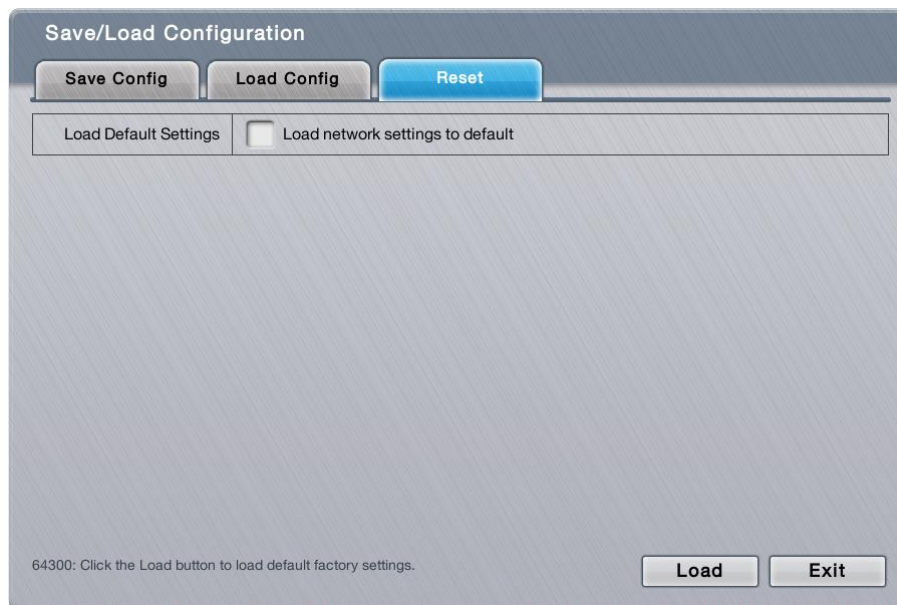 Save/Load Configuration
Save Config
Load Config
Reset
Load Default Settings
Load network settings to default
64300: Click the Load button to load default factory settings.
Load
Exit